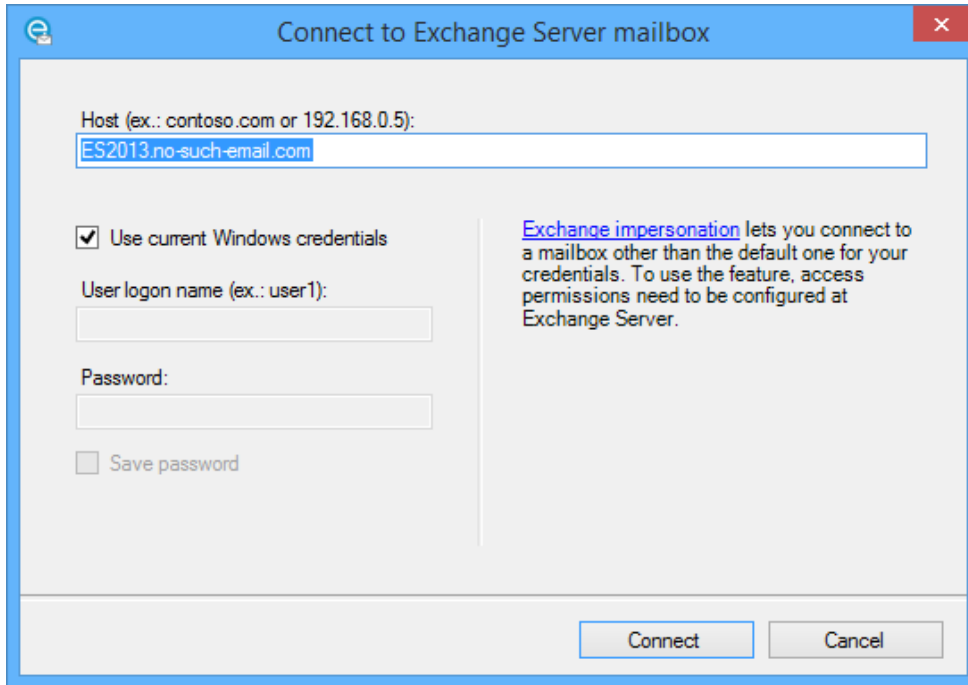 Connect to Exchange Server mailbox
Host (ex.: contoso.com or 192.168.0.5):
ES2013.no-such-email.com
Use current Windows credentials
User logon name (ex.: user1):
Password:
Save password
Exchange impersonation lets you connect to
a mailbox other than the default one for your
credentials. To use the feature, access
permissions need to be configured at
Exchange Server.
Connect
Cancel